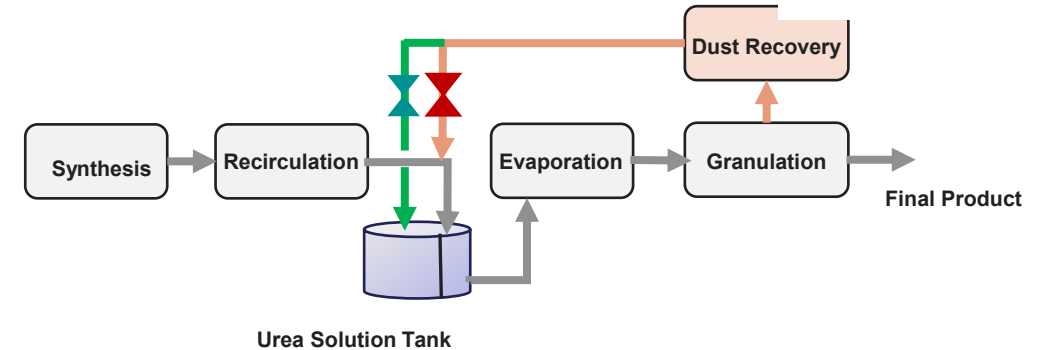 Dust Recovery
Synthesis
Recirculation
Evaporation
Granulation
Final Product
Urea Solution Tank